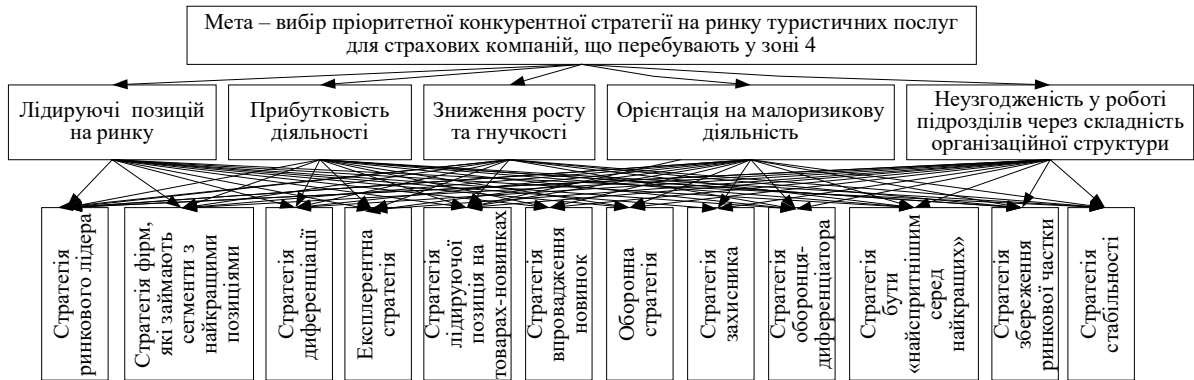 Мета – вибір пріоритетної конкурентної стратегії на ринку туристичних послуг
для страхових компаній, що перебувають у зоні 4
Лідируючі позицій
на ринку
Прибутковість
діяльності
Зниження росту
та гнучкості
Орієнтація на малоризикову
діяльність
Неузгодженість у роботі
підрозділів через складність
організаційної структури
Стратегія
ринкового лідера
Стратегія фірм,
які займають
сегменти з
найкращими
позиціями
Стратегія
диференціації
Експлерентна
стратегія
Стратегія
лідируючої
позиція на
товарах-новинках
Стратегія
впровадження
новинок
Оборонна
стратегія
Стратегія
захисника
Стратегія
оборонця-
диференціатора
Стратегія
бути
«найспритнішим
серед
найкращих»
Стратегія
збереження
ринкової частки
Стратегія
стабільності